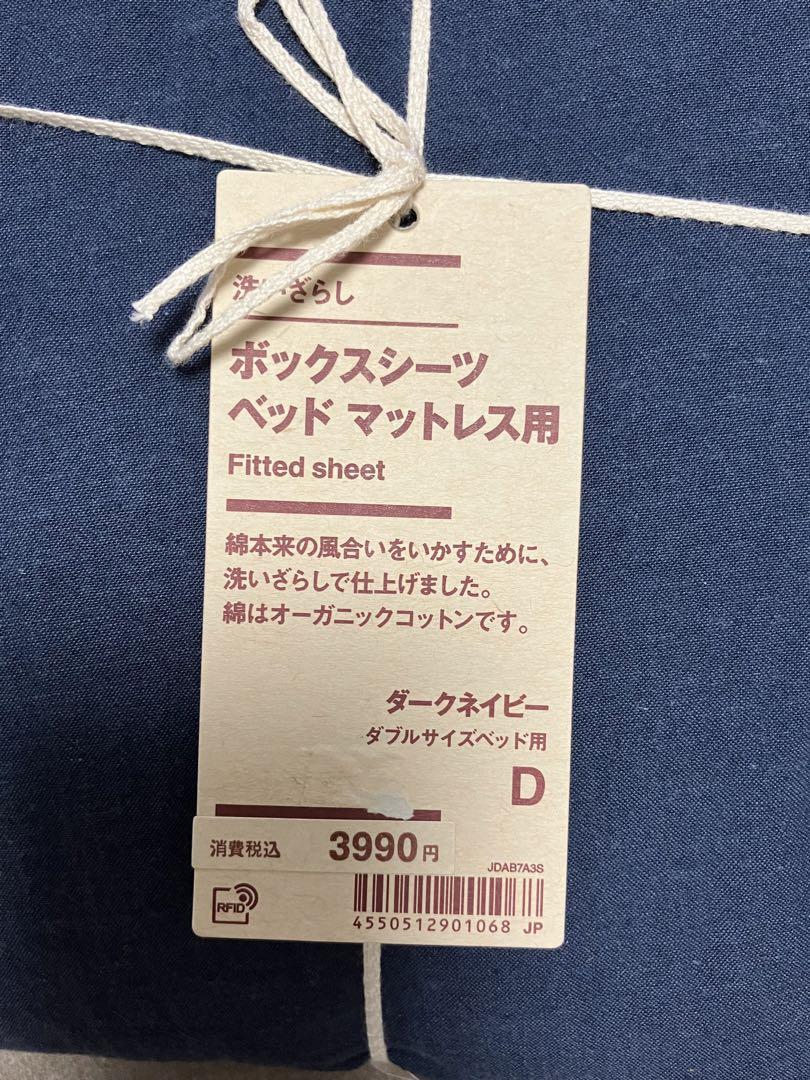 洗いざらし
ボックスシーツ
ベッド マットレス用
Fitted sheet
綿本来の風合いをいかすために、
洗いざらしで仕上げました。
綿はオーガニックコットンです。
ダークネイビー
ダブルサイズベッド用
D
消費税込 3990円
JDAB7A3S
RFID
4550512901068 JP